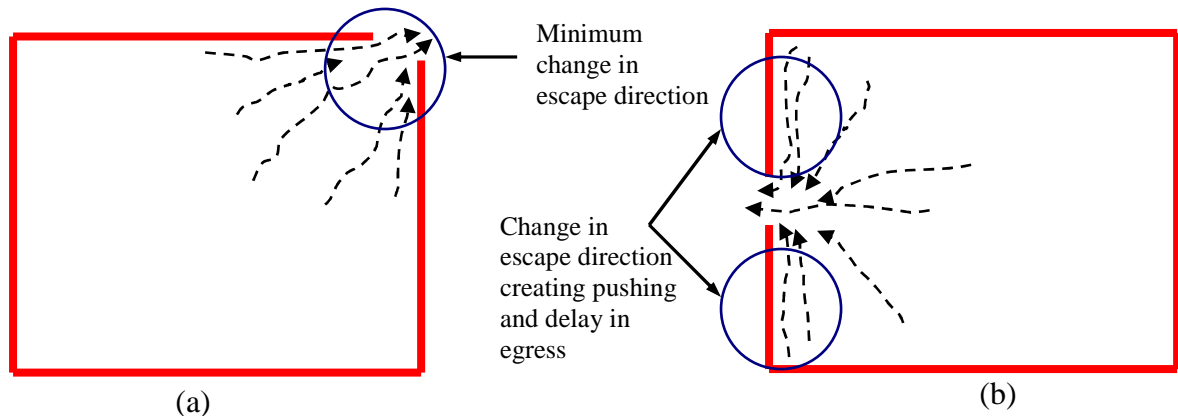 Minimum
change in
escape direction
Change in
escape direction
creating pushing
and delay in
egress
(a)
(b)